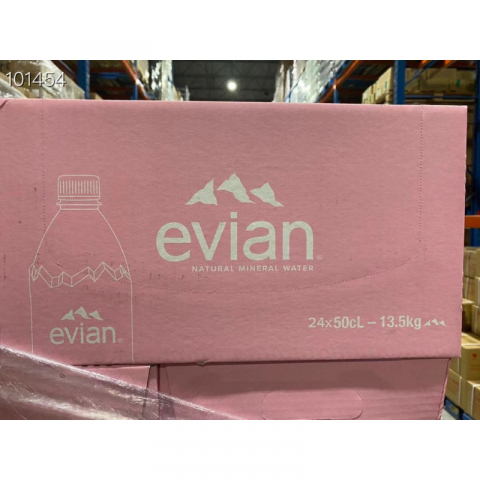 101454
evian®
NATURAL MINERAL WATER
evian®
24x50cL – 13.5kg